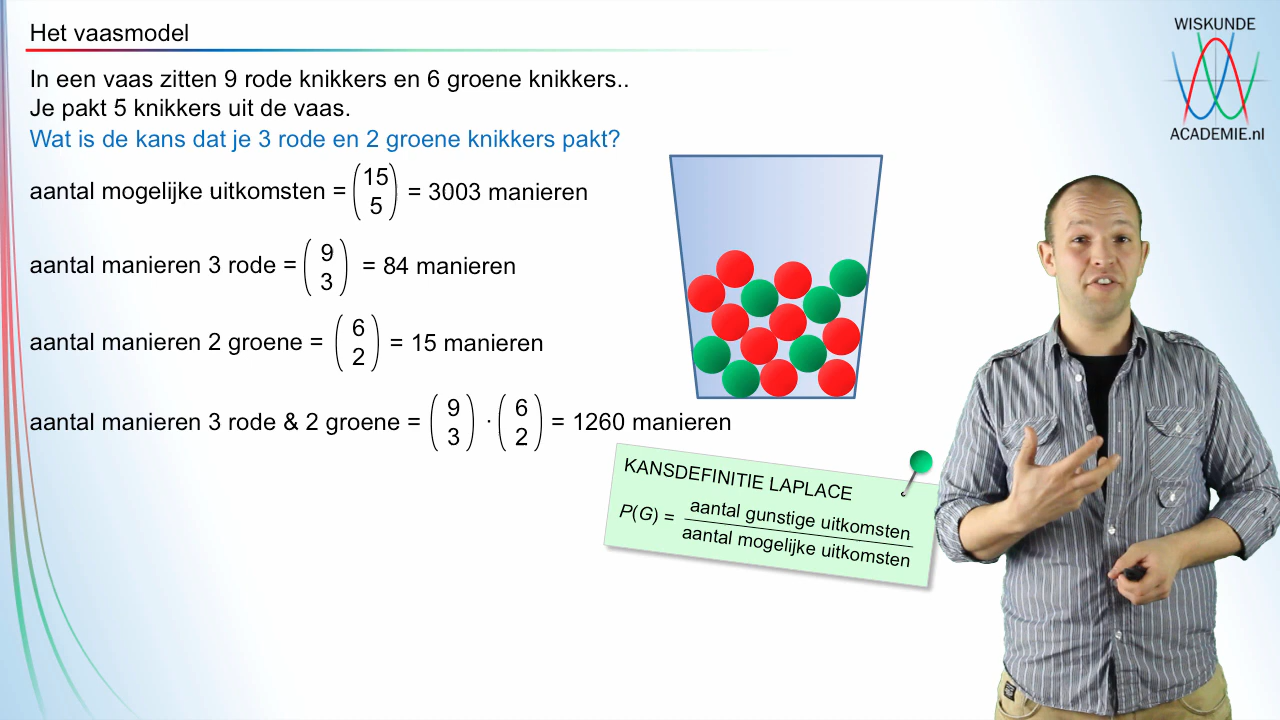 Het vaasmodel
WISKUNDE
ACADEMIE.nl
In een vaas zitten 9 rode knikkers en 6 groene knikkers..
Je pakt 5 knikkers uit de vaas.
Wat is de kans dat je 3 rode en 2 groene knikkers pakt?
aantal mogelijke uitkomsten = (15 5) = 3003 manieren
aantal manieren 3 rode = (9 3) = 84 manieren
aantal manieren 2 groene = (6 2) = 15 manieren
aantal manieren 3 rode & 2 groene = (9 3) · (6 2) = 1260 manieren
KANSDEFINITIE LAPLACE
P(G) = aantal gunstige uitkomsten
aantal mogelijke uitkomsten